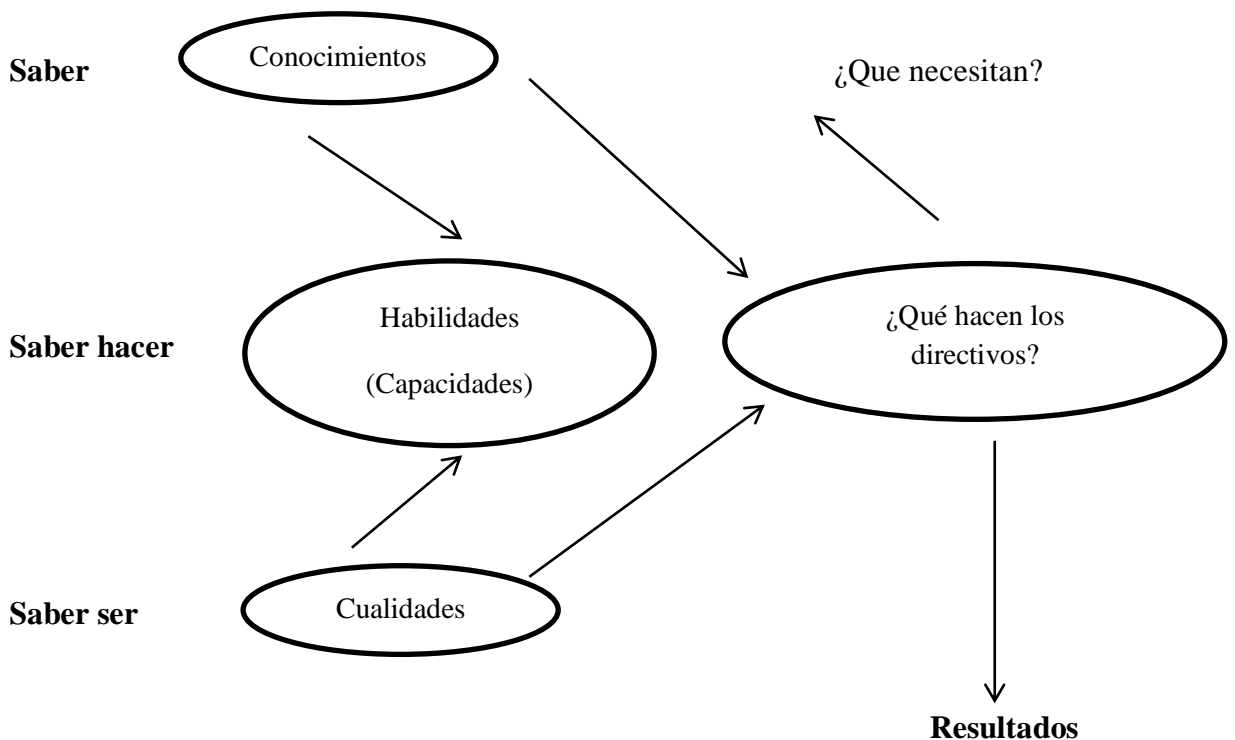 Saber
Conocimientos
¿Que necesitan?
Saber hacer
Habilidades
(Capacidades)
¿Qué hacen los
directivos?
Saber ser
Cualidades
Resultados